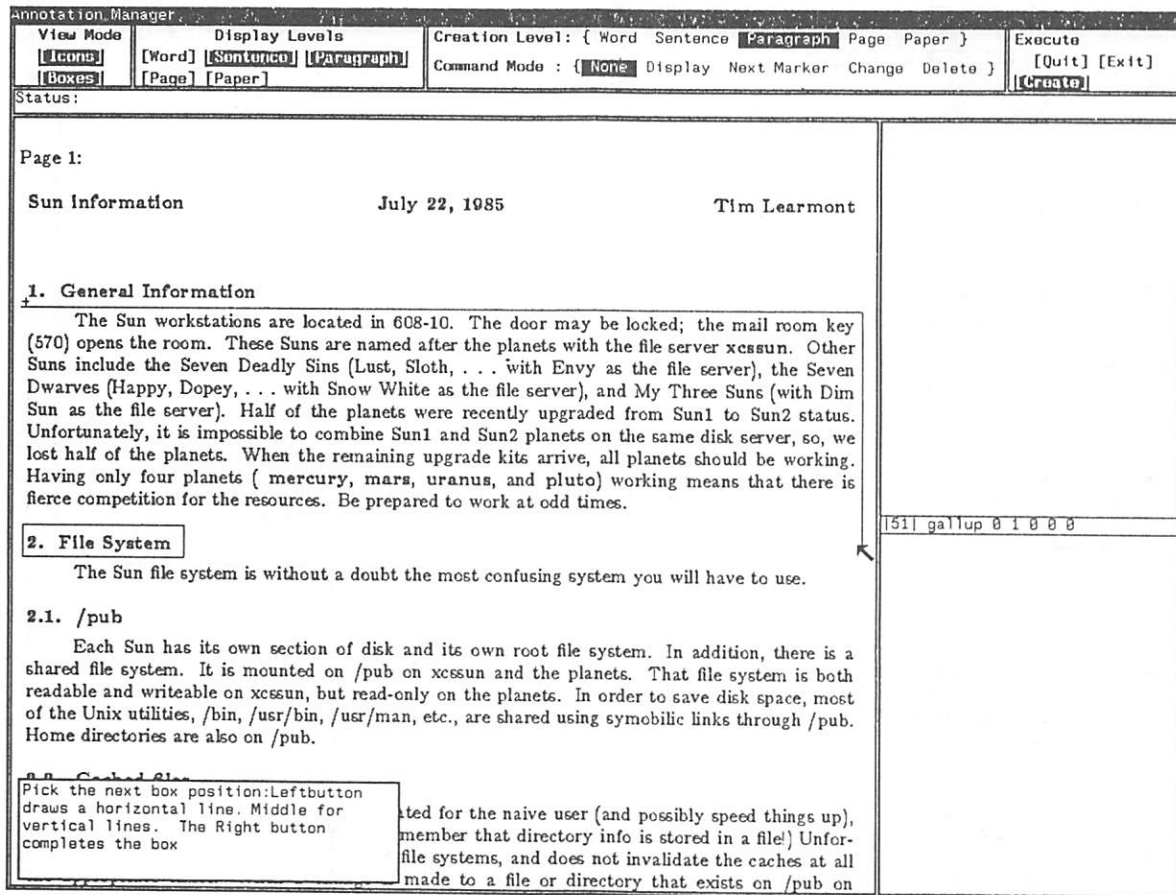 Annotation Manager
View Mode
[Icons]
[Boxes]
Display Levels
[Word] [Sentence] [Paragraph]
[Page] [Paper]
Creation Level: { Word Sentence Paragraph Page Paper }
Command Mode : { None Display Next Marker Change Delete }
Execute
[Quit] [Exit]
[Create]
Status:
Page 1:
Sun Information July 22, 1985 Tim Learmont
1. General Information
The Sun workstations are located in 608-10. The door may be locked; the mail room key
(570) opens the room. These Suns are named after the planets with the file server xcssun. Other
Suns include the Seven Deadly Sins (Lust, Sloth, . . . with Envy as the file server), the Seven
Dwarves (Happy, Dopey, . . . with Snow White as the file server), and My Three Suns (with Dim
Sun as the file server). Half of the planets were recently upgraded from Sun1 to Sun2 status.
Unfortunately, it is impossible to combine Sun1 and Sun2 planets on the same disk server, so, we
lost half of the planets. When the remaining upgrade kits arrive, all planets should be working.
Having only four planets ( mercury, mars, uranus, and pluto) working means that there is
fierce competition for the resources. Be prepared to work at odd times.
2. File System
The Sun file system is without a doubt the most confusing system you will have to use.
2.1. /pub
Each Sun has its own section of disk and its own root file system. In addition, there is a
shared file system. It is mounted on /pub on xcssun and the planets. That file system is both
readable and writeable on xcssun, but read-only on the planets. In order to save disk space, most
of the Unix utilities, /bin, /usr/bin, /usr/man, etc., are shared using symobilic links through /pub.
Home directories are also on /pub.
2.2. Cached files
ted for the naive user (and possibly speed things up),
member that directory info is stored in a file!) Unfor-
file systems, and does not invalidate the caches at all
made to a file or directory that exists on /pub on
Pick the next box position:Leftbutton
draws a horizontal line. Middle for
vertical lines. The Right button
completes the box
|51| gallup 0 1 0 0 0